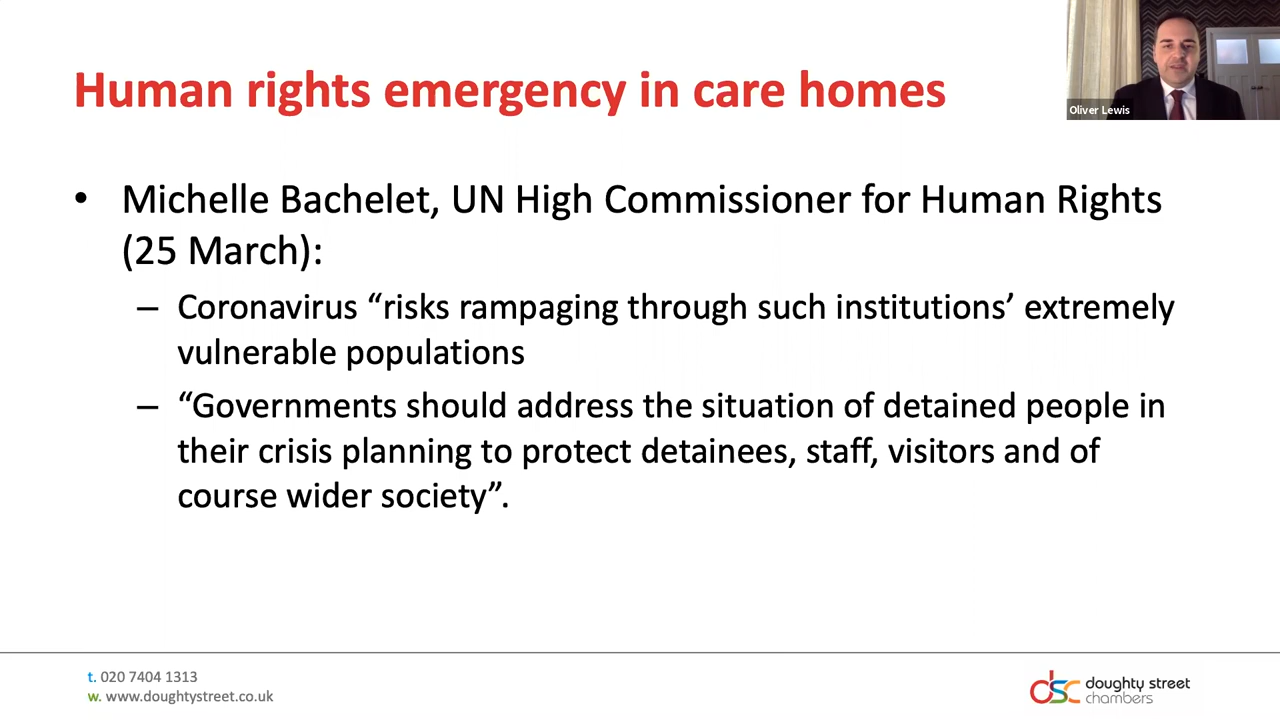 Human rights emergency in care homes
Oliver Lewis
• Michelle Bachelet, UN High Commissioner for Human Rights
(25 March):
– Coronavirus “risks rampaging through such institutions’ extremely
vulnerable populations
– “Governments should address the situation of detained people in
their crisis planning to protect detainees, staff, visitors and of
course wider society”.
t. 020 7404 1313
w. www.doughtystreet.co.uk
dsc doughty street
chambers